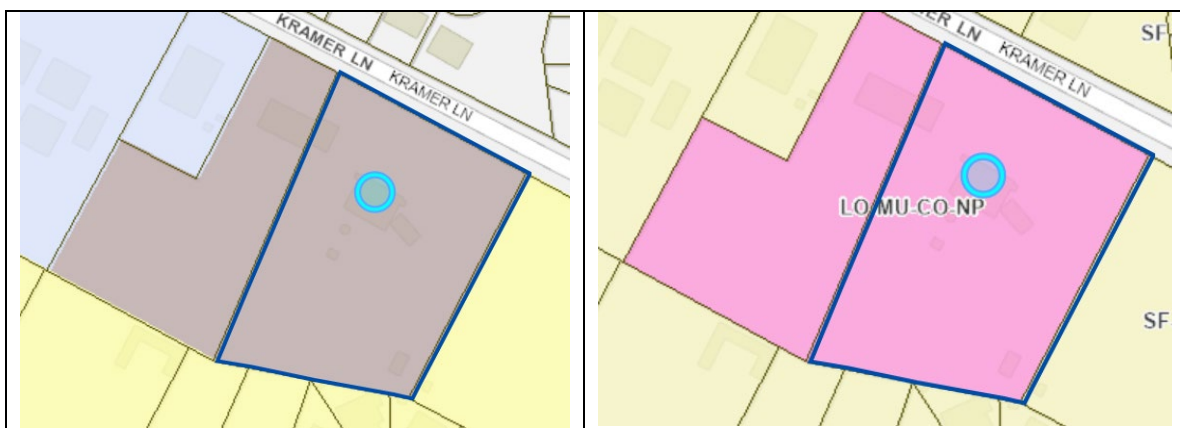 KRAMER LN KRAMER LN
ER LN KRAMER LN
SF
LO-MU-CO-NP
SF